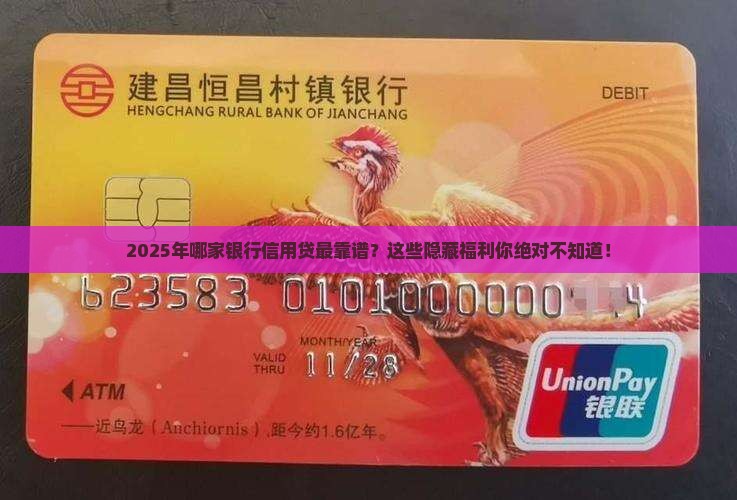 建昌恒昌村镇银行
HENGCHANG RURAL BANK OF JIANCHANG
DEBIT
2025年哪家银行信用贷最靠谱？这些隐藏福利你绝对不知道！
623583 0101000000 4
MONTH/YEAR
VALID THRU 11/28
ATM
UnionPay
银联
——近鸟龙（Anchiornis）,距今约1.6亿年。